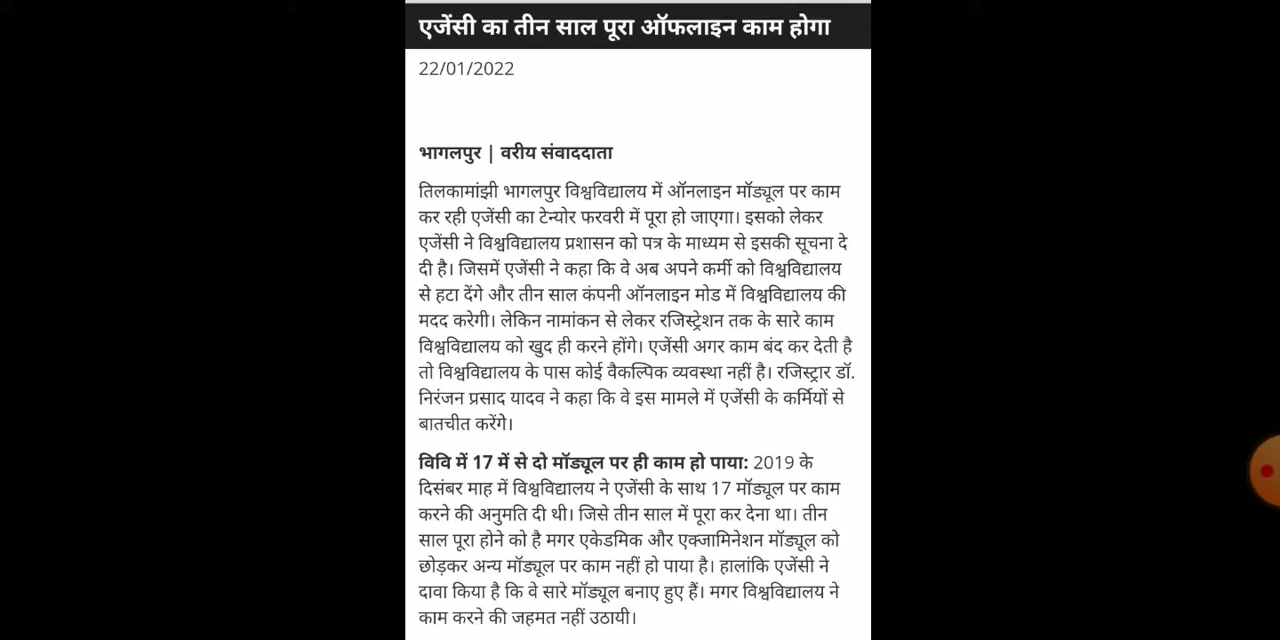 एजेंसी का तीन साल पूरा ऑफलाइन काम होगा
22/01/2022
भागलपुर | वरीय संवाददाता
तिलकामांझी भागलपुर विश्वविद्यालय में ऑनलाइन मॉड्यूल पर काम
कर रही एजेंसी का टेन्योर फरवरी में पूरा हो जाएगा। इसको लेकर
एजेंसी ने विश्वविद्यालय प्रशासन को पत्र के माध्यम से इसकी सूचना दे
दी है। जिसमें एजेंसी ने कहा कि वे अब अपने कर्मी को विश्वविद्यालय
से हटा देंगे और तीन साल कंपनी ऑनलाइन मोड में विश्वविद्यालय की
मदद करेगी। लेकिन नामांकन से लेकर रजिस्ट्रेशन तक के सारे काम
विश्वविद्यालय को खुद ही करने होंगे। एजेंसी अगर काम बंद कर देती है
तो विश्वविद्यालय के पास कोई वैकल्पिक व्यवस्था नहीं है। रजिस्ट्रार डॉ.
निरंजन प्रसाद यादव ने कहा कि वे इस मामले में एजेंसी के कर्मियों से
बातचीत करेंगे।
विवि में 17 में से दो मॉड्यूल पर ही काम हो पाया: 2019 के
दिसंबर माह में विश्वविद्यालय ने एजेंसी के साथ 17 मॉड्यूल पर काम
करने की अनुमति दी थी। जिसे तीन साल में पूरा कर देना था। तीन
साल पूरा होने को है मगर एकेडमिक और एक्जामिनेशन मॉड्यूल को
छोड़कर अन्य मॉड्यूल पर काम नहीं हो पाया है। हालांकि एजेंसी ने
दावा किया है कि वे सारे मॉड्यूल बनाए हुए हैं। मगर विश्वविद्यालय ने
काम करने की जहमत नहीं उठायी।